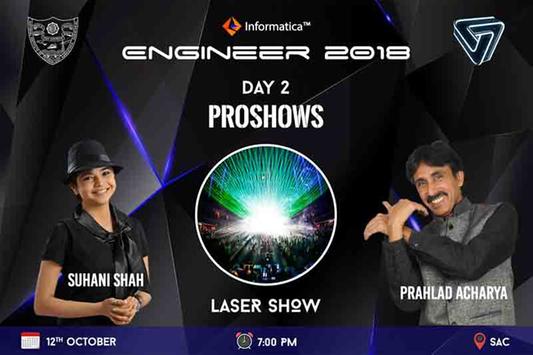 Informatica™
ENGINEER 2018
DAY 2
PROSHOWS
SUHANI SHAH
LASER SHOW
PRAHLAD ACHARYA
12TH OCTOBER
7:00 PM
SAC